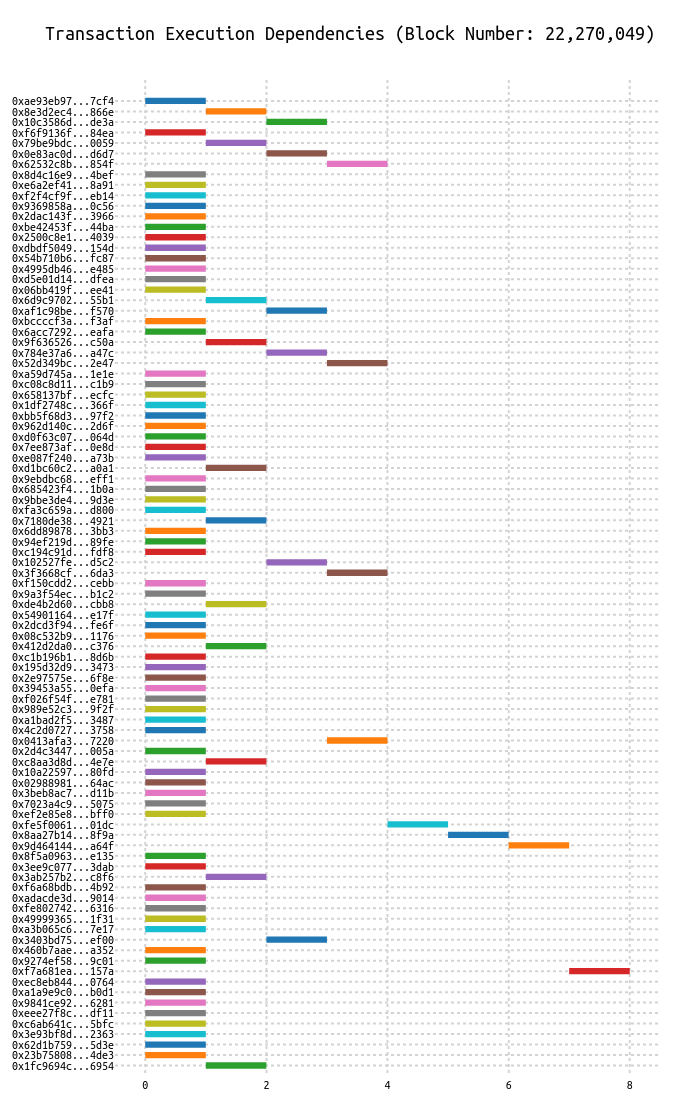 Transaction Execution Dependencies (Block Number: 22,270,049)
0xae93eb97...7cf4
0x8e3d2ec4...866e
0x10c3586d...de3a
0xf6f9136f...84ea
0x79be9bdc...0059
0x0e83ac0d...d6d7
0x62532c8b...854f
0x8d4c16e9...4bef
0xe6a2ef41...8a91
0xf2f4cf9f...eb14
0x9369858a...0c56
0x2dac143f...3966
0xbe42453f...44ba
0x2500c8e1...4039
0xdbdf5049...154d
0x54b710b6...fc87
0x4995db46...e485
0xd5e01d14...dfea
0x06bb419f...ee41
0x6d9c9702...55b1
0xaf1c98be...f570
0xbccccf3a...f3af
0x6acc7292...eafa
0x9f636526...c50a
0x784e37a6...a47c
0x52d349bc...2e47
0xa59d745a...1e1e
0xc08c8d11...c1b9
0x658137bf...ecfc
0x1df2748c...366f
0xbb5f68d3...97f2
0x962d140c...2d6f
0xd0f63c07...064d
0x7ee873af...0e8d
0xe087f240...a73b
0xd1bc60c2...a0a1
0x9ebdbc68...eff1
0x685423f4...1b0a
0x9bbe3de4...9d3e
0xfa3c659a...d800
0x7180de38...4921
0x6dd89878...3bb3
0x94ef219d...89fe
0xc194c91d...fdf8
0x102527fe...d5c2
0x3f3668cf...6da3
0xf150cdd2...cebb
0x9a3f54ec...b1c2
0xde4b2d60...cbb8
0x54901164...e17f
0x2dcd3f94...fe6f
0x08c532b9...1176
0x412d2da0...c376
0xc1b196b1...8d6b
0x195d32d9...3473
0x2e97575e...6f8e
0x39453a55...0efa
0xf026f54f...e781
0x989e52c3...9f2f
0xa1bad2f5...3487
0x4c2d0727...3758
0x0413afa3...7220
0x2d4c3447...005a
0xc8aa3d8d...4e7e
0x10a22597...80fd
0x02988981...64ac
0x3beb8ac7...d11b
0x7023a4c9...5075
0xef2e85e8...bff0
0xfe5f0061...01dc
0x8aa27b14...8f9a
0x9d464144...a64f
0x8f5a0963...e135
0x3ee9c077...3dab
0x3ab257b2...c8f6
0xf6a68bdb...4b92
0xadacde3d...9014
0xfe802742...6316
0x49999365...1f31
0xa3b065c6...7e17
0x3403bd75...ef00
0x460b7aae...a352
0x9274ef58...9c01
0xf7a681ea...157a
0xec8eb844...0764
0xa1a9e9c0...b0d1
0x9841ce92...6281
0xeee27f8c...df11
0xc6ab641c...5bfc
0x3e93bf8d...2363
0x62d1b759...5d3e
0x23b75808...4de3
0x1fc9694c...6954
0 2 4 6 8